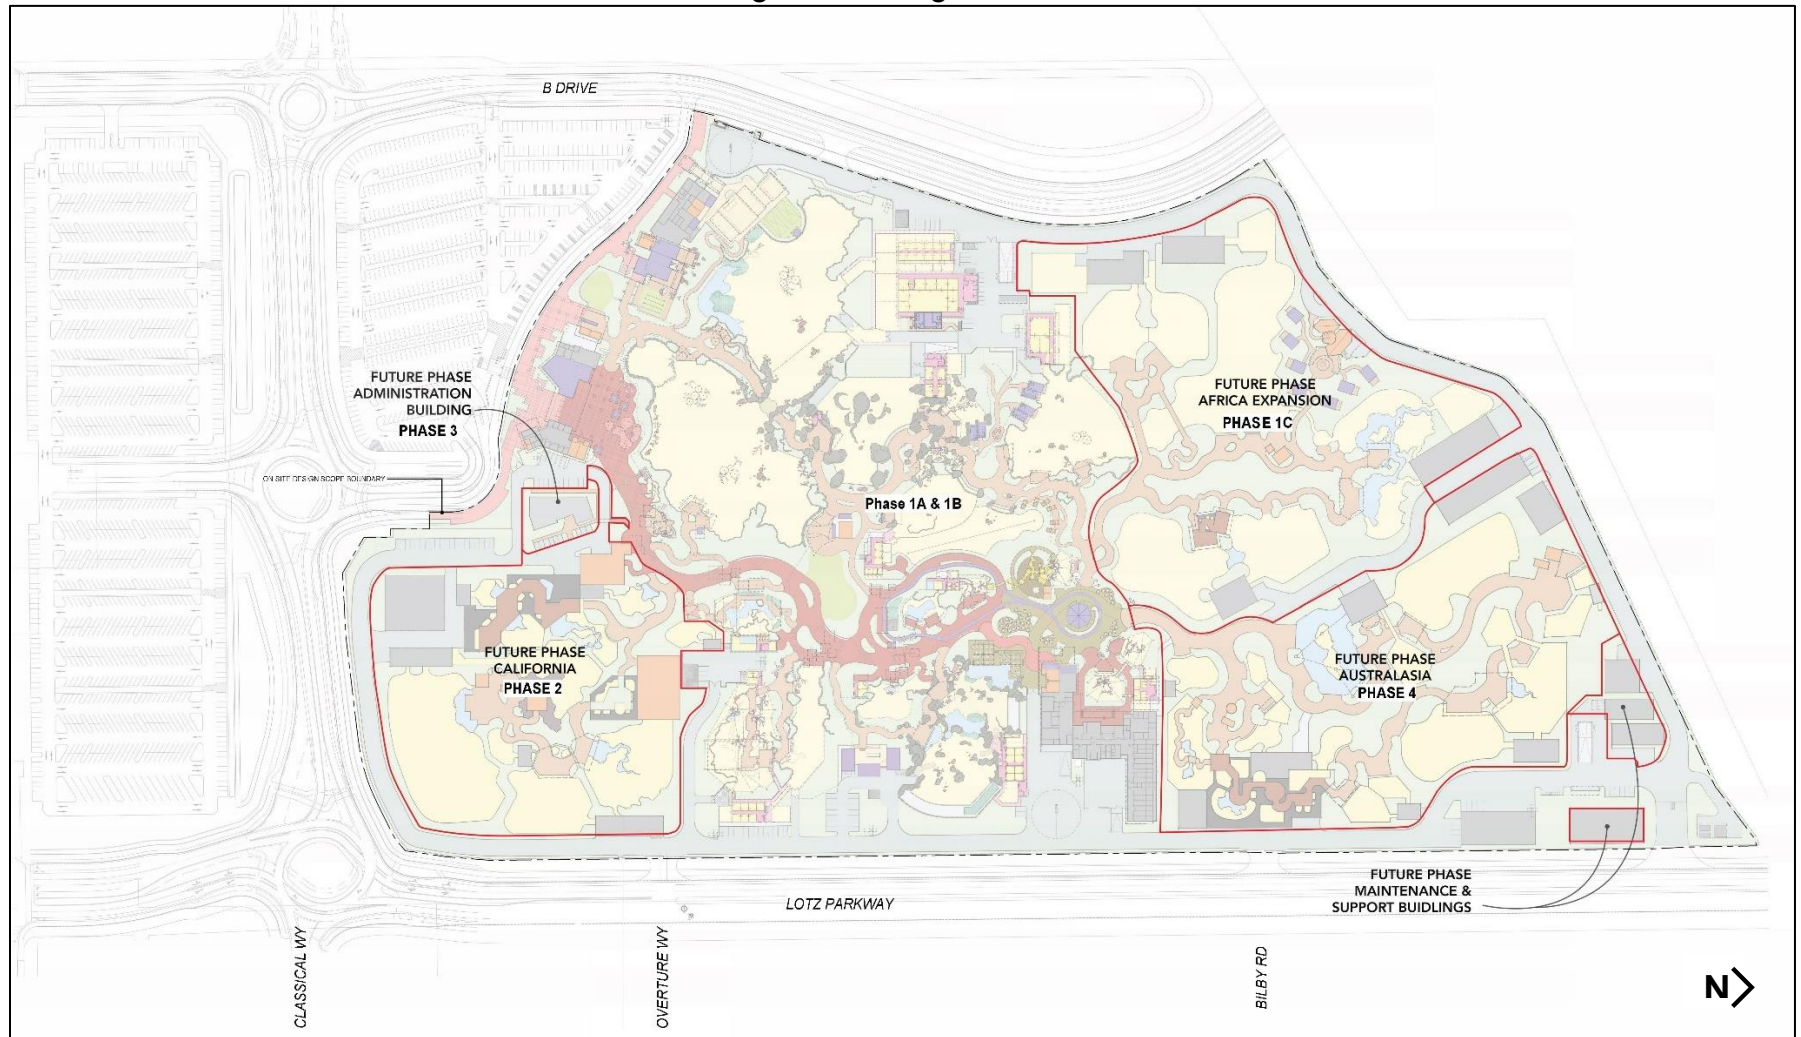 B DRIVE
FUTURE PHASE
ADMINISTRATION
BUILDING
PHASE 3
ON SITE DESIGN SCOPE BOUNDARY
FUTURE PHASE
AFRICA EXPANSION
PHASE 1C
Phase 1A & 1B
FUTURE PHASE
CALIFORNIA
PHASE 2
FUTURE PHASE
AUSTRALASIA
PHASE 4
FUTURE PHASE
MAINTENANCE &
SUPPORT BUIDLINGS
LOTZ PARKWAY
CLASSICAL WY
OVERTURE WY
BILBY RD
N